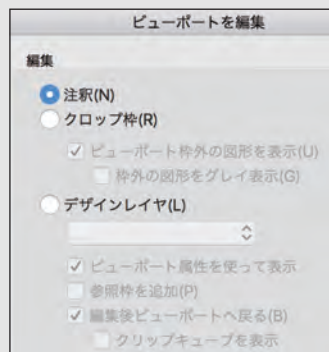 ビューポートを編集
編集
注釈(N)
クロップ枠(R)
ビューポート枠外の図形を表示(U)
枠外の図形をグレイ表示(G)
デザインレイヤ(L)
ビューポート属性を使って表示
参照枠を追加(P)
編集後ビューポートへ戻る(B)
クリップキューブを表示